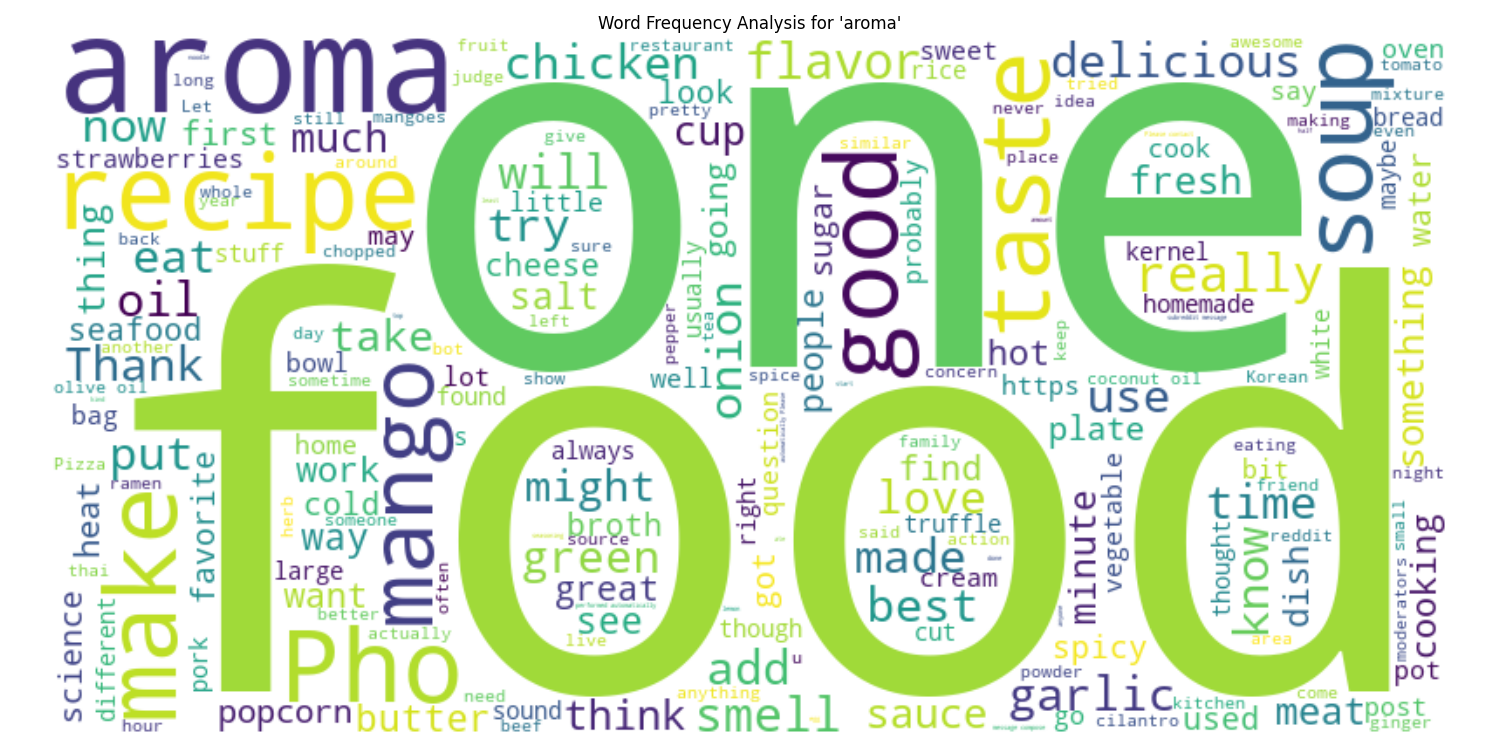 Word Frequency Analysis for 'aroma'
aroma
fruit
restaurant
chicken
judge
flavor
sweet
rice
delicious
awesome
tried
soup
oven
tomato
long
Let
look
pretty
never
idea
say
mixture
now
first
still
mangoes
much
cup
taste
making
bread
even
half
strawberries
around
one
give
similar
good
place
cook
fresh
maybe
water
recipe
whole
year
will
little
try
sure
going
sugar
probably
thing
back
eat
stuff
chopped
may
cheese
salt
left
usually
kernel
really
homemade
subreddit message
oil
seafood
another
Thank
day
take
bot
bowl
sometime
lot
found
show
well
pepper
tea
onion
spice
people
hot
keep
concern
white
something
olive oil
bag
food
mango
https
coconut oil
Korean
use
plate
s
home
work
cold
someone
way
herb
always
might
broth
source
green
great
performed automatically
see
live
question
right
got
family
find
love
said
truffle
action
made
cream
best
cut
eating
bit
friend
time
thought
know
reddit
dish
area
night
Pizza
put
ramen
heat
favorite
make
thai
large
want
better
often
actually
minute
vegetable
moderators
small
cooking
science
different
pork
Pho
though
add
u
spicy
powder
pot
hour
popcorn
butter
need
sound
beef
think
anything
smell
sauce
garlic
go
cilantro
kitchen
used
come
meat
post
ginger
message compose